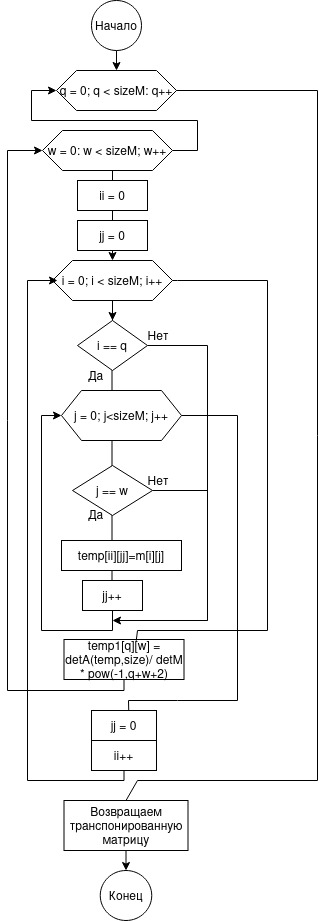 Начало
q = 0; q < sizeM: q++
w = 0: w < sizeM; w++
ii = 0
jj = 0
i = 0; i < sizeM; i++
i == q
Нет
Да
j = 0; j<sizeM; j++
j == w
Нет
Да
temp[ii][jj]=m[i][j]
jj++
temp1[q][w] =
detA(temp,size)/ detM
* pow(-1,q+w+2)
jj = 0
ii++
Возвращаем
транспонированную
матрицу
Конец